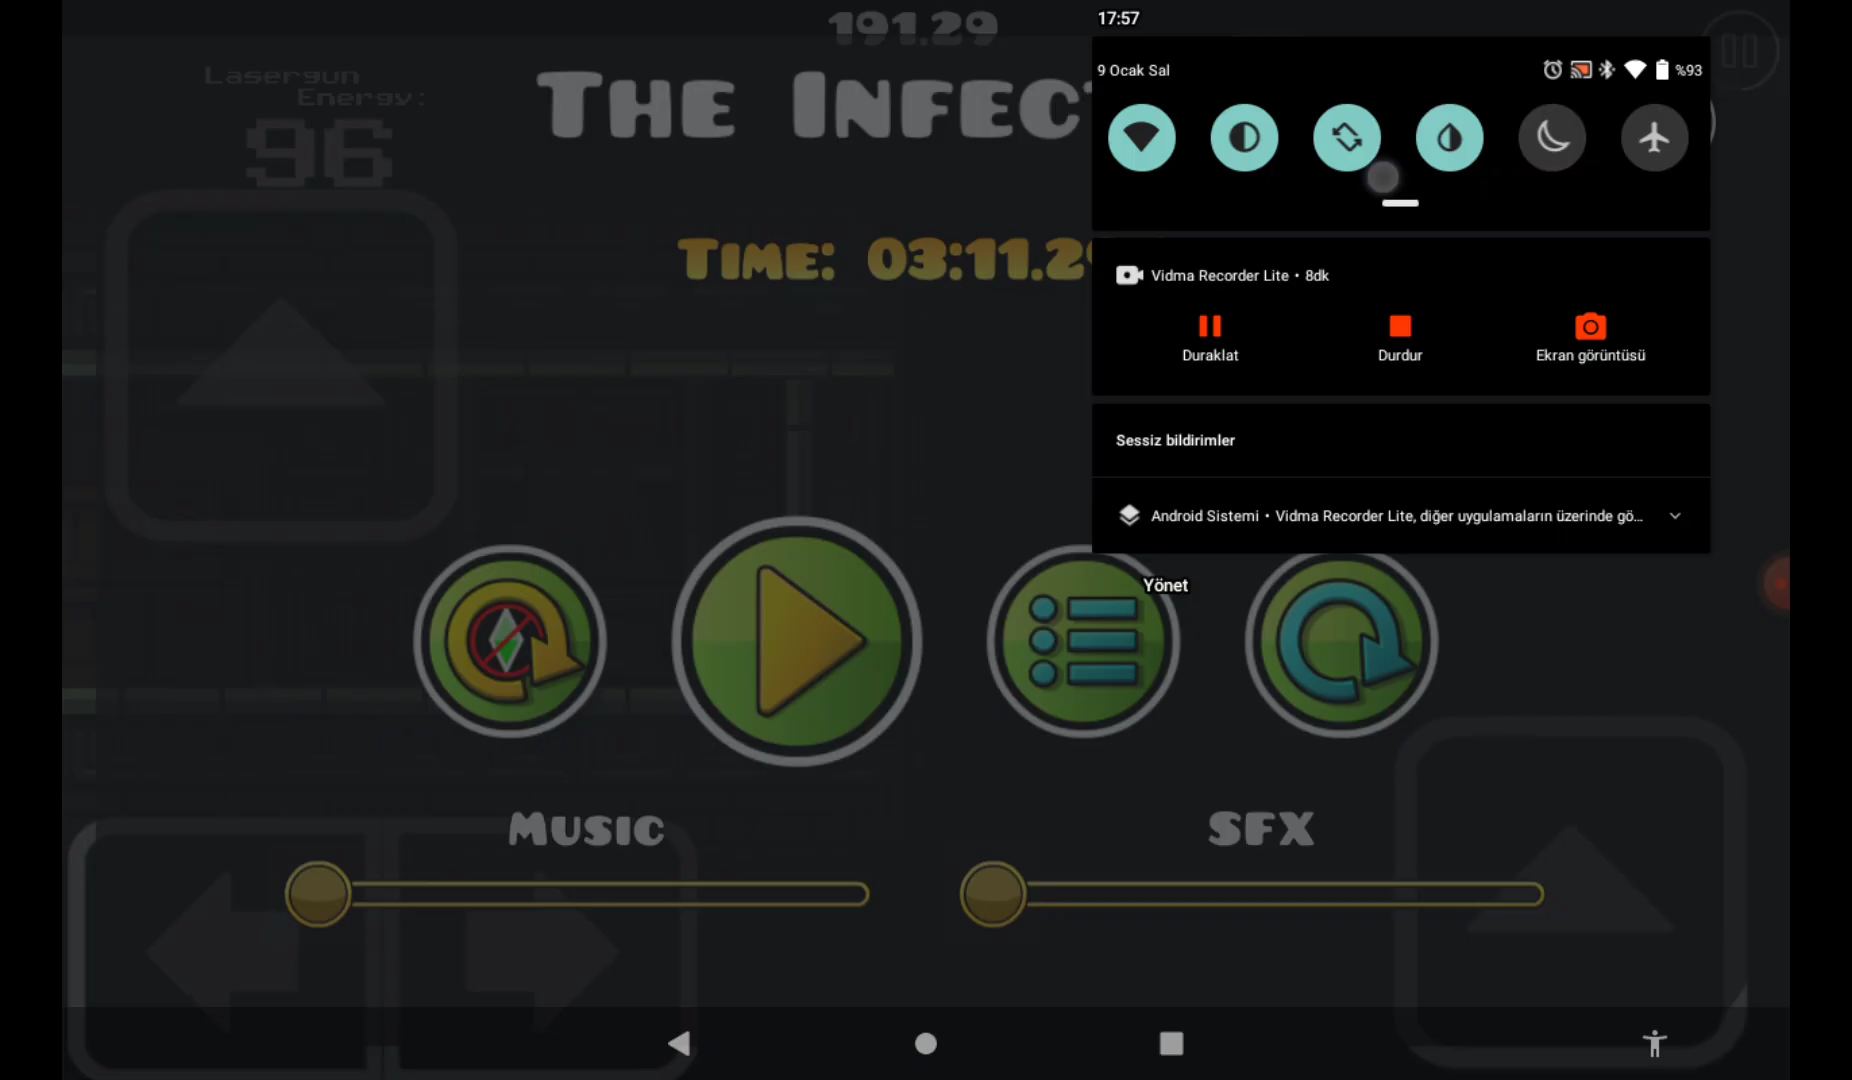 191.29
17:57
Lasergun
Energy:
96
THE INFEC
9 Ocak Sal
%93
TIME: 03:11.29
Vidma Recorder Lite • 8dk
Duraklat
Durdur
Ekran görüntüsü
Sessiz bildirimler
Android Sistemi • Vidma Recorder Lite, diğer uygulamaların üzerinde gö…
Yönet
MUSIC
SFX